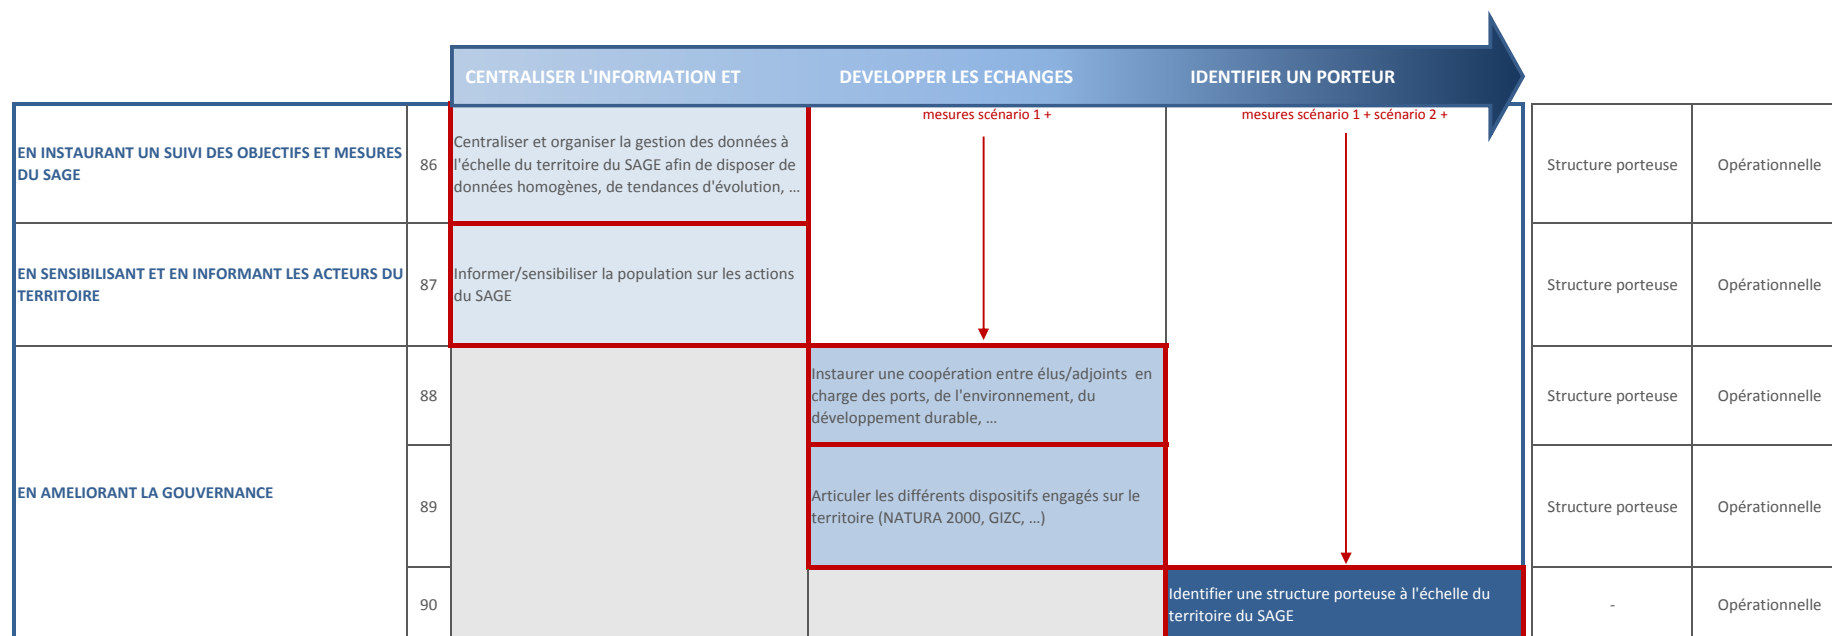 CENTRALISER L'INFORMATION ET
DEVELOPPER LES ECHANGES
IDENTIFIER UN PORTEUR
mesures scénario 1 +
mesures scénario 1 + scénario 2 +
EN INSTAURANT UN SUIVI DES OBJECTIFS ET MESURES
DU SAGE
86
Centraliser et organiser la gestion des données à
l'échelle du territoire du SAGE afin de disposer de
données homogènes, de tendances d'évolution, …
Structure porteuse
Opérationnelle
EN SENSIBILISANT ET EN INFORMANT LES ACTEURS DU
TERRITOIRE
87
Informer/sensibiliser la population sur les actions
du SAGE
Structure porteuse
Opérationnelle
EN AMELIORANT LA GOUVERNANCE
88
Instaurer une coopération entre élus/adjoints  en
charge des ports, de l'environnement, du
développement durable, …
Structure porteuse
Opérationnelle
89
Articuler les différents dispositifs engagés sur le
territoire (NATURA 2000, GIZC, …)
Structure porteuse
Opérationnelle
90
Identifier une structure porteuse à l'échelle du
territoire du SAGE
-
Opérationnelle